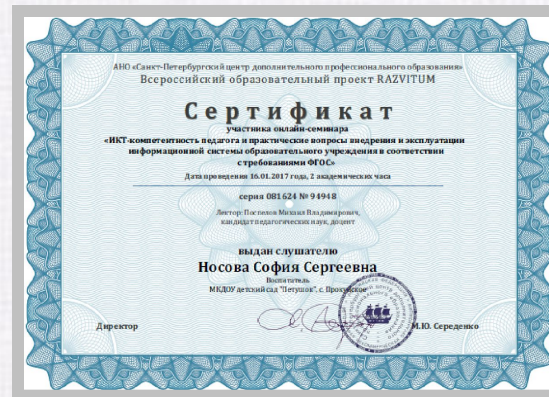 АНО «Санкт-Петербургский центр дополнительного профессионального образования»
Всероссийский образовательный проект RAZVITUM
Сертификат
участника онлайн-семинара
«ИКТ-компетентность педагога и практические вопросы внедрения и эксплуатации
информационной системы образовательного учреждения в соответствии
с требованиями ФГОС»
Дата проведения 16.01.2017 года, 2 академических часа
серия 081624 № 94948
Лектор: Поспелов Михаил Владимирович,
кандидат педагогических наук, доцент
выдан слушателю
Носова София Сергеевна
Воспитатель
МКДОУ детский сад "Петушок", с.
Директор
М.Ю. Середенко